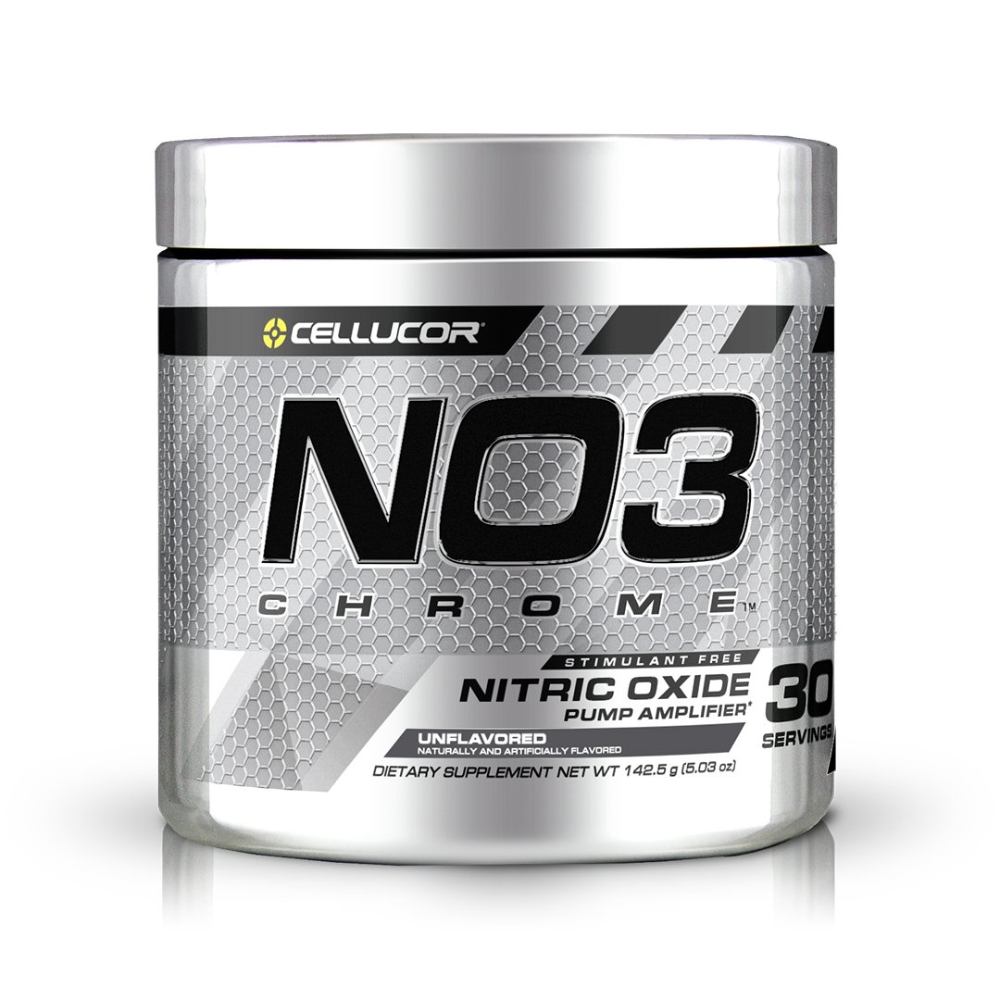 CELLUCOR®
NO3
CHROME™
STIMULANT FREE
NITRIC OXIDE
PUMP AMPLIFIER*
30
SERVINGS
UNFLAVORED
NATURALLY AND ARTIFICIALLY FLAVORED
DIETARY SUPPLEMENT NET WT 142.5 g (5.03 oz)